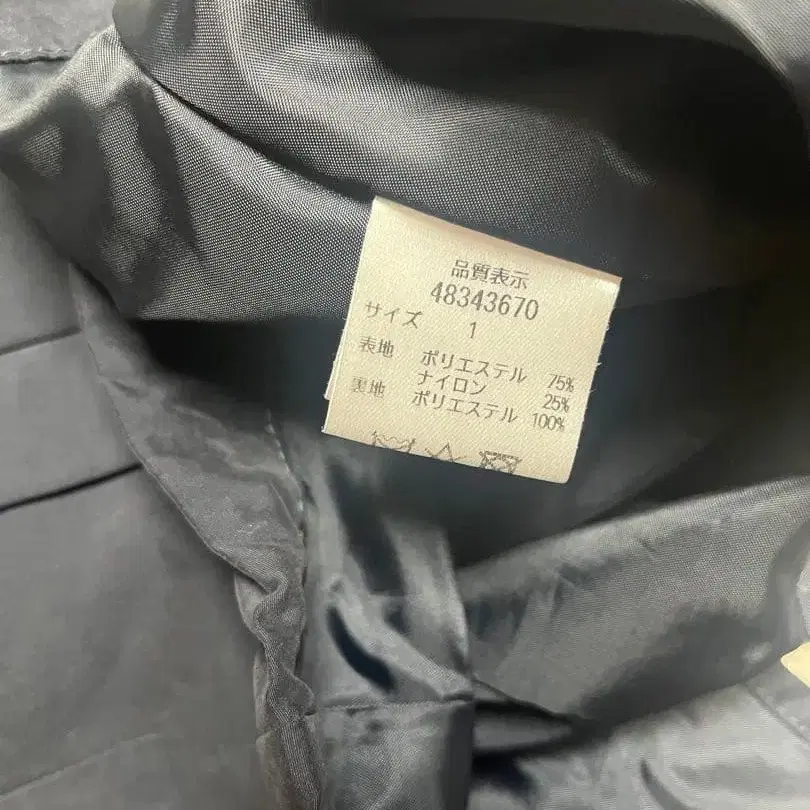 品質表示
48343670
サイズ 1
表地 ポリエステル 75%
ナイロン 25%
裏地 ポリエステル 100%